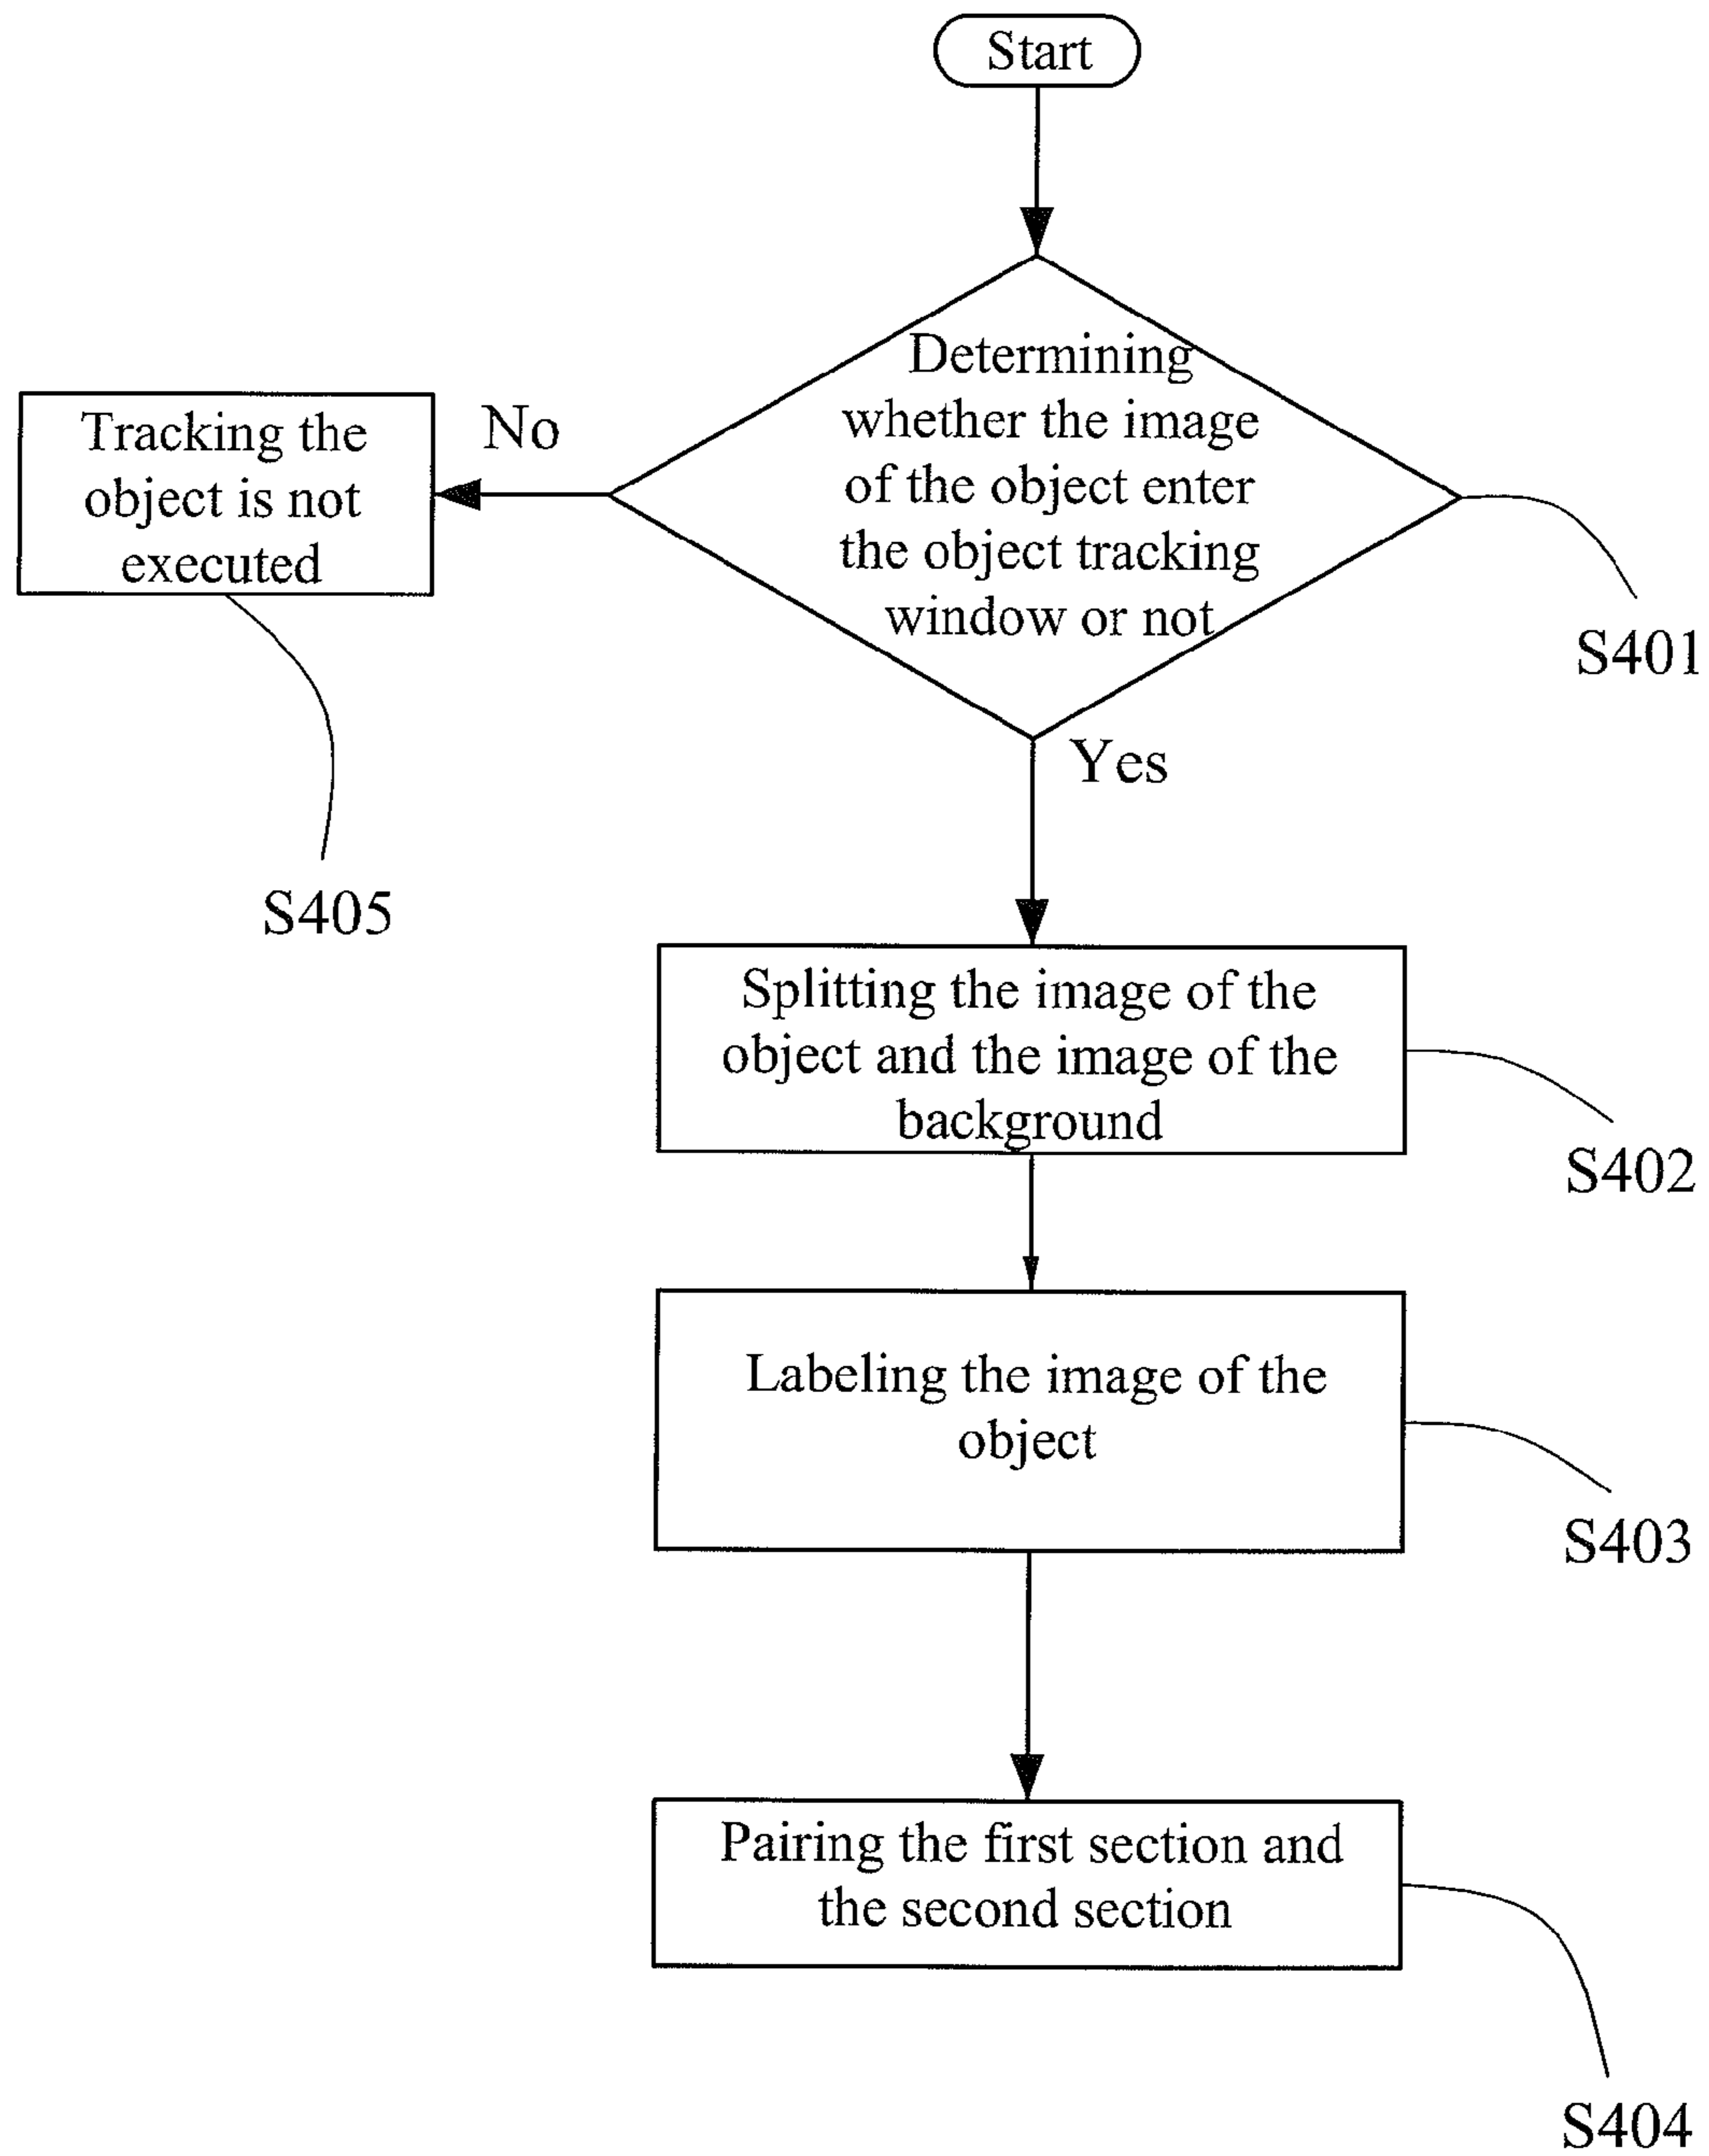 Start
Determining
whether the image
of the object enter
the object tracking
window or not
S401
No
Tracking the
object is not
executed
S405
Yes
Splitting the image of the
object and the image of the
background
S402
Labeling the image of the
object
S403
Pairing the first section and
the second section
S404